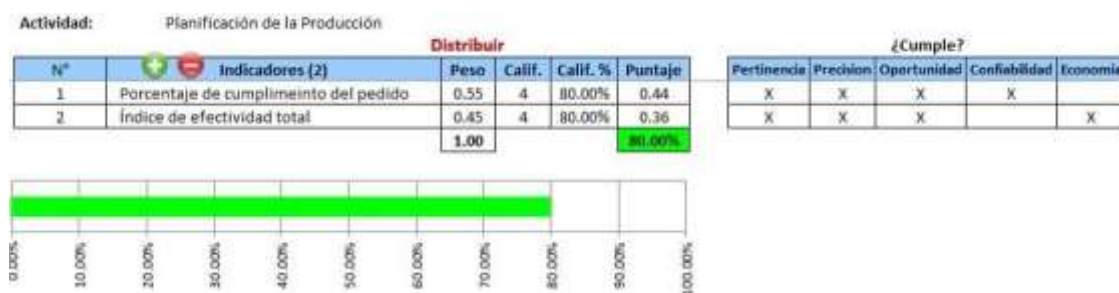 Actividad: Planificación de la Producción
Distribuir ¿Cumple?
N° Indicadores (2) Peso Calif. Calif. % Puntaje Pertinencia Precision Oportunidad Confiabilidad Economía
1 Porcentaje de cumplimeinto del pedido 0.55 4 80.00% 0.44 X X X X
2 Índice de efectividad total 0.45 4 80.00% 0.36 X X X X
1.00 80.00%
0.00% 10.00% 20.00% 30.00% 40.00% 50.00% 60.00% 70.00% 80.00% 90.00% 100.00%